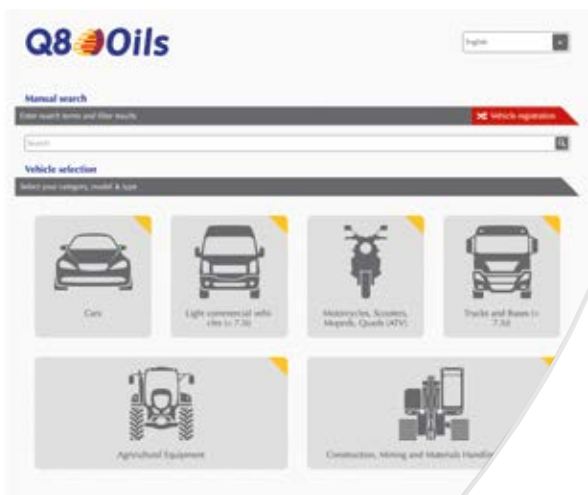 Q8 Oils
English
Manual search
Enter search terms and filter results
Vehicle registration
Search
Vehicle selection
Select your category, model & type
Cars
Light commercial vehi
cles (< 7.5t)
Motorcycles, Scooters,
Mopeds, Quads (ATV)
Trucks and Buses (>
7.5t)
Agricultural Equipment
Construction, Mining and Materials Handlin